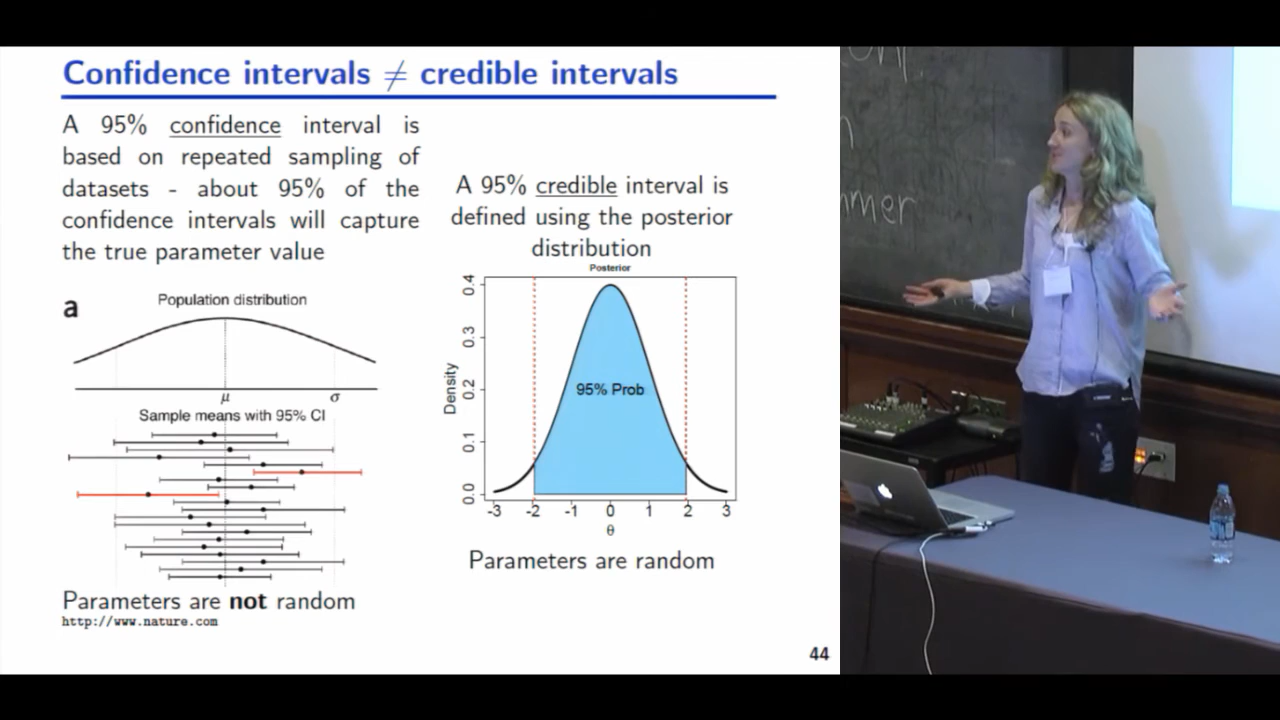 Confidence intervals ≠ credible intervals
A 95% confidence interval is
based on repeated sampling of
datasets - about 95% of the
confidence intervals will capture
the true parameter value
a
Population distribution
μ σ
Sample means with 95% CI
Parameters are not random
http://www.nature.com
A 95% credible interval is
defined using the posterior
distribution
Posterior
Density
0.4
0.3
0.2
0.1
0.0
95% Prob
-3 -2 -1 0 1 2 3
θ
Parameters are random
44